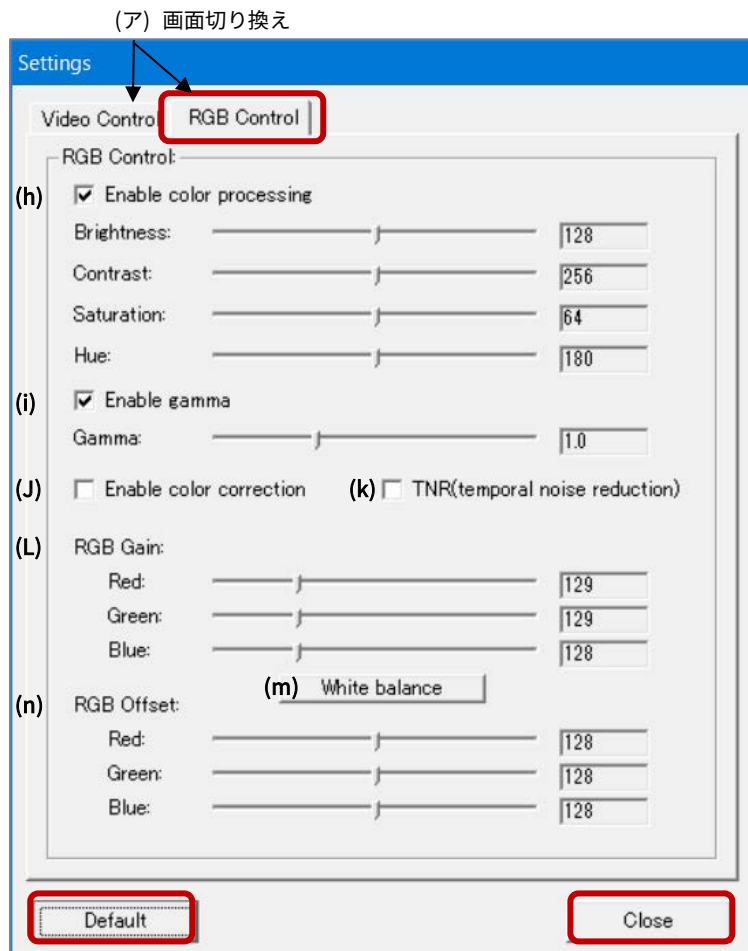 (ア) 画面切り換え
Settings
Video Control RGB Control
RGB Control:
(h) Enable color processing
Brightness: 128
Contrast: 256
Saturation: 64
Hue: 180
(i) Enable gamma
Gamma: 1.0
(J) Enable color correction (k) TNR(temporal noise reduction)
(L) RGB Gain:
Red: 129
Green: 129
Blue: 128
(m) White balance
(n) RGB Offset:
Red: 128
Green: 128
Blue: 128
Default Close